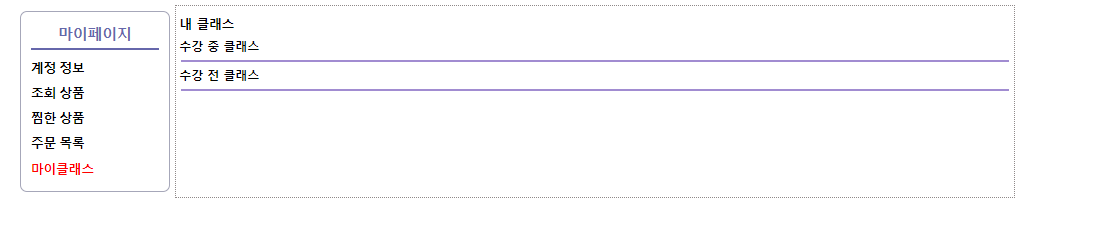 마이페이지
계정 정보
조회 상품
찜한 상품
주문 목록
마이클래스
내 클래스
수강 중 클래스
수강 전 클래스